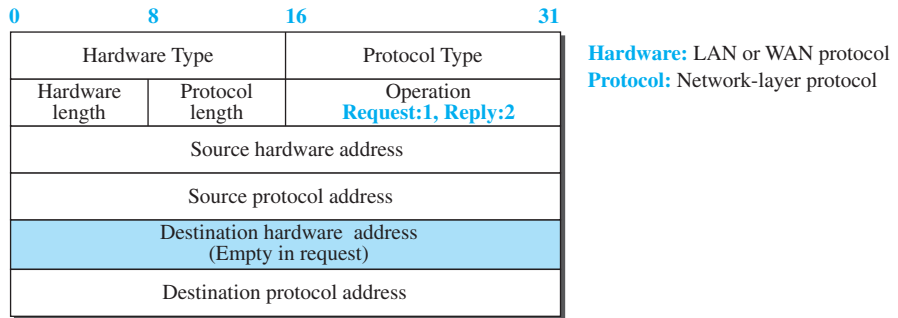 0 8 16 31
Hardware Type Protocol Type
Hardware length Protocol length Operation
Request:1, Reply:2
Source hardware address
Source protocol address
Destination hardware address
(Empty in request)
Destination protocol address
Hardware: LAN or WAN protocol
Protocol: Network-layer protocol